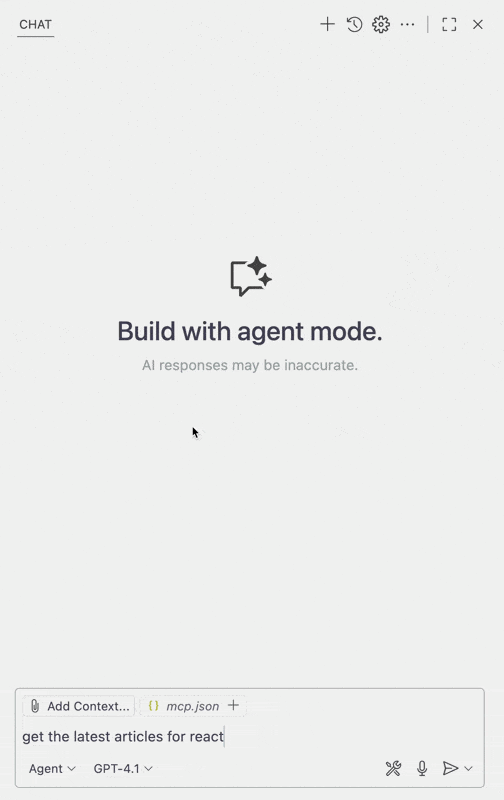 CHAT
Build with agent mode.
AI responses may be inaccurate.
Add Context... {} mcp.json +
get the latest articles for react
Agent GPT-4.1